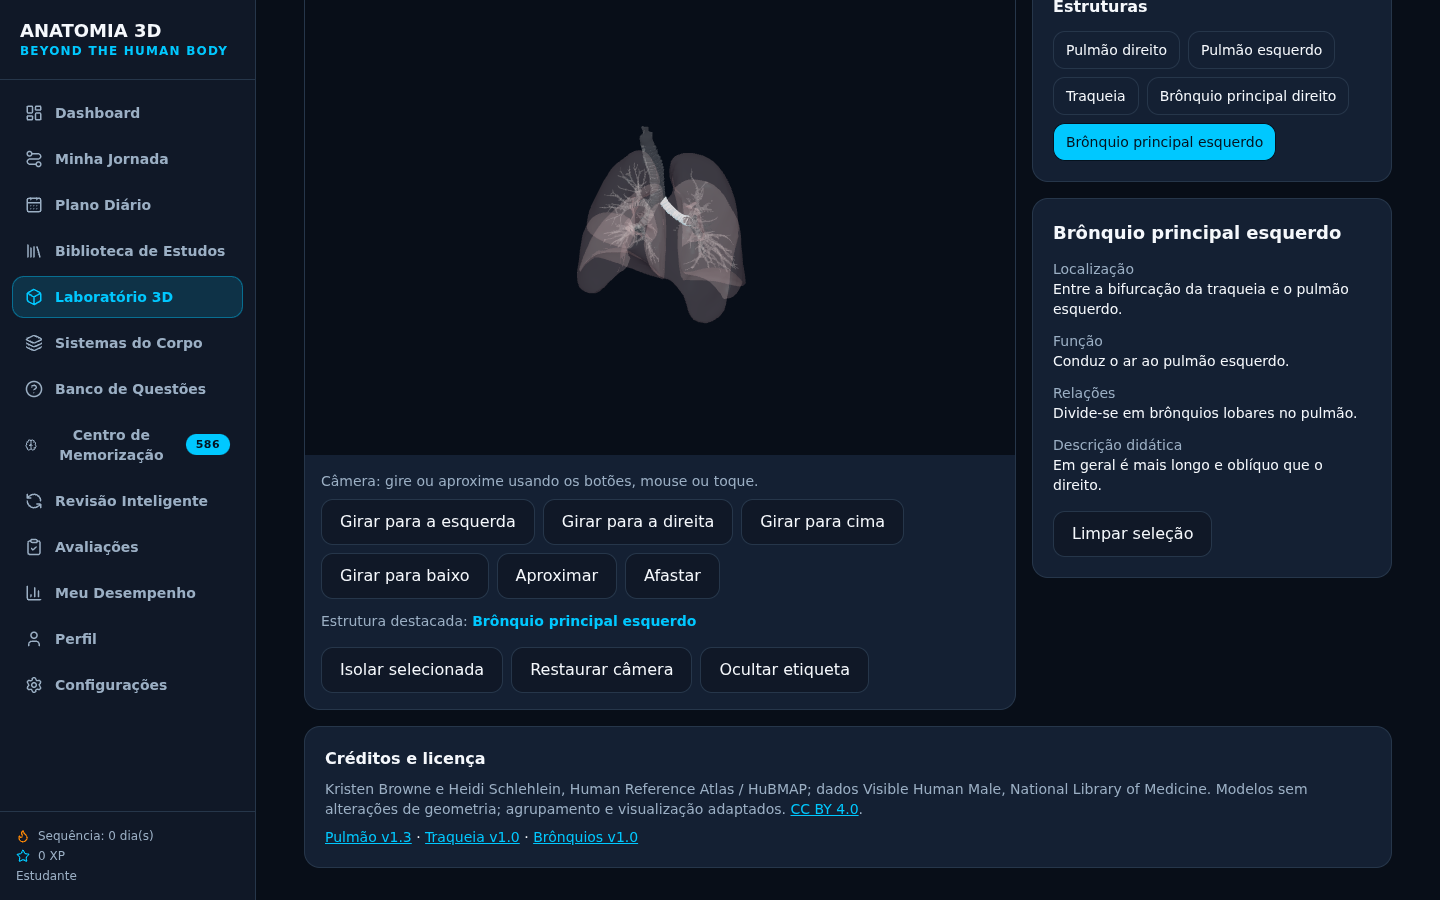 ANATOMIA 3D
BEYOND THE HUMAN BODY
Dashboard
Minha Jornada
Plano Diário
Biblioteca de Estudos
Laboratório 3D
Sistemas do Corpo
Banco de Questões
Centro de
Memorização
586
Revisão Inteligente
Avaliações
Meu Desempenho
Perfil
Configurações
Sequência: 0 dia(s)
0 XP
Estudante
Câmera: gire ou aproxime usando os botões, mouse ou toque.
Girar para a esquerda
Girar para a direita
Girar para cima
Girar para baixo
Aproximar
Afastar
Estrutura destacada: Brônquio principal esquerdo
Isolar selecionada
Restaurar câmera
Ocultar etiqueta
Estruturas
Pulmão direito
Pulmão esquerdo
Traqueia
Brônquio principal direito
Brônquio principal esquerdo
Brônquio principal esquerdo
Localização
Entre a bifurcação da traqueia e o pulmão
esquerdo.
Função
Conduz o ar ao pulmão esquerdo.
Relações
Divide-se em brônquios lobares no pulmão.
Descrição didática
Em geral é mais longo e oblíquo que o
direito.
Limpar seleção
Créditos e licença
Kristen Browne e Heidi Schlehlein, Human Reference Atlas / HuBMAP; dados Visible Human Male, National Library of Medicine. Modelos sem
alterações de geometria; agrupamento e visualização adaptados. CC BY 4.0.
Pulmão v1.3 · Traqueia v1.0 · Brônquios v1.0